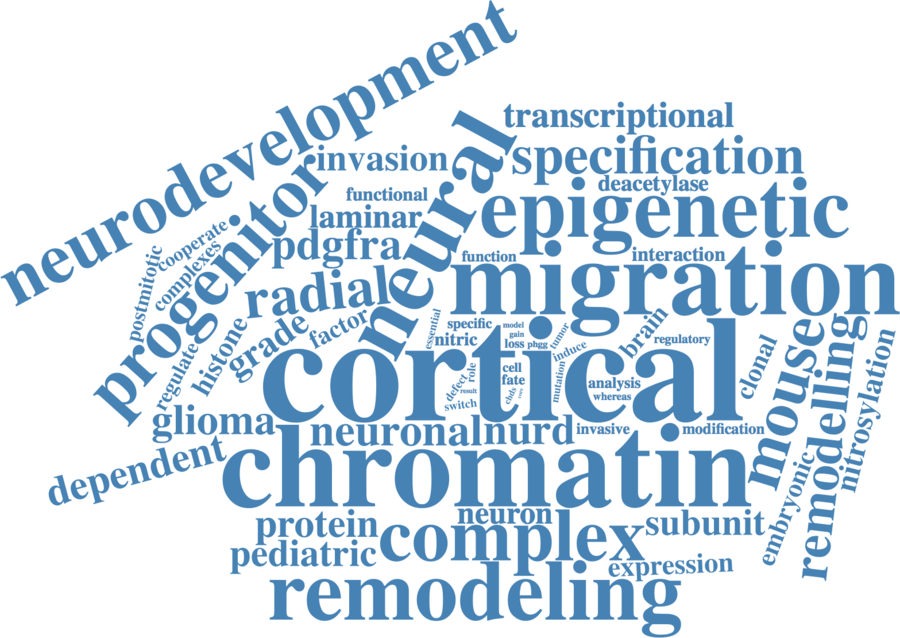 neurodevelopment
transcriptional
invasion
specification
neural
deacetylase
functional
epigenetic
laminar
progenitor
pdgfra
cooperate
complexes
postmitotic
function
interaction
migration
radial
factor
grade
histone
regulate
essential
specific
nitric
model
gain
loss
phgg
tumor
induce
brain
regulatory
cortical
mouse
remodelling
nitrosylation
clonal
defect
role
result
switch
cell
fate
chds
mutation
analysis
whereas
glioma
neuronal
nurd
invasive
modification
dependent
chromatin
embryonic
protein
neuron
subunit
pediatric
complex
expression
remodeling